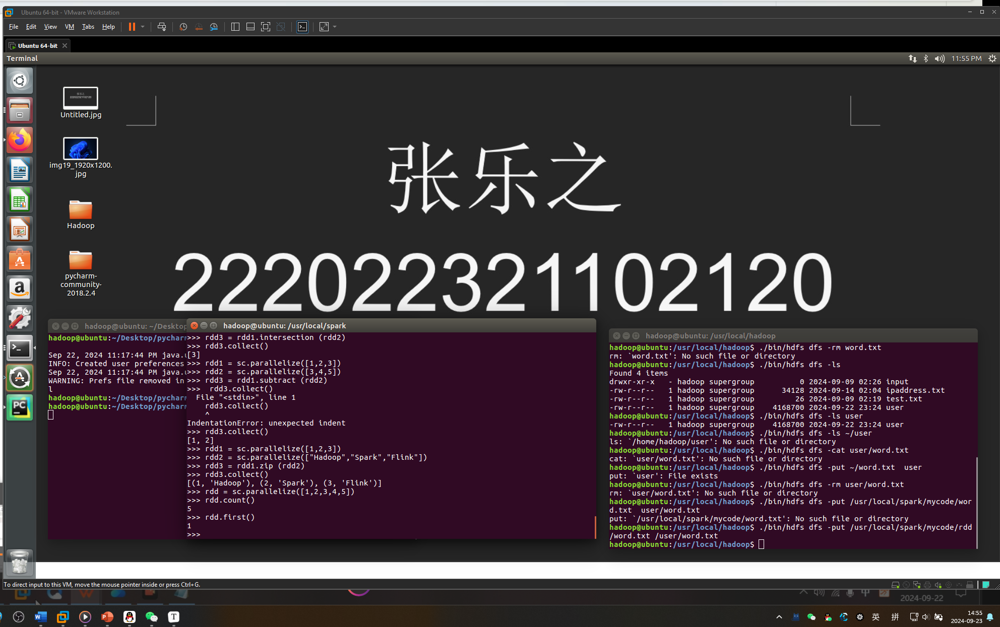 Ubuntu 64-bit - VMware Workstation
File Edit View VM Tabs Help
Ubuntu 64-bit
Terminal
11:55 PM
张乐之
222022321102120
Untitled.jpg
img19_1920x1200.
jpg
Hadoop
pycharm-
community-
2018.2.4
张乐之
222022321102120
hadoop@ubuntu: ~/Desktop
hadoop@ubuntu:~/Desktop/pycharm
Sep 22, 2024 11:17:44 PM java.u
INFO: Created user preferences
Sep 22, 2024 11:17:44 PM java.u
WARNING: Prefs file removed in
l
hadoop@ubuntu:~/Desktop/pycharm
hadoop@ubuntu:~/Desktop/pycharm
hadoop@ubuntu: /usr/local/spark
>>> rdd3 = rdd1.intersection (rdd2)
>>> rdd3.collect()
[3]
>>> rdd1 = sc.parallelize([1,2,3])
>>> rdd2 = sc.parallelize([3,4,5])
>>> rdd3 = rdd1.subtract (rdd2)
>>>  rdd3.collect()
  File "<stdin>", line 1
    rdd3.collect()
    ^
IndentationError: unexpected indent
>>> rdd3.collect()
[1, 2]
>>> rdd1 = sc.parallelize([1,2,3])
>>> rdd2 = sc.parallelize(["Hadoop","Spark","Flink"])
>>> rdd3 = rdd1.zip (rdd2)
>>> rdd3.collect()
[(1, 'Hadoop'), (2, 'Spark'), (3, 'Flink')]
>>> rdd = sc.parallelize([1,2,3,4,5])
>>> rdd.count()
5
>>> rdd.first()
1
>>>
hadoop@ubuntu: /usr/local/hadoop
hadoop@ubuntu:/usr/local/hadoop$ ./bin/hdfs dfs -rm word.txt
rm: `word.txt': No such file or directory
hadoop@ubuntu:/usr/local/hadoop$ ./bin/hdfs dfs -ls
Found 4 items
drwxr-xr-x   - hadoop supergroup          0 2024-09-09 02:26 input
-rw-r--r--   1 hadoop supergroup      34128 2024-09-14 02:04 ipaddress.txt
-rw-r--r--   1 hadoop supergroup         26 2024-09-09 02:19 test.txt
-rw-r--r--   1 hadoop supergroup    4168700 2024-09-22 23:24 user
hadoop@ubuntu:/usr/local/hadoop$ ./bin/hdfs dfs -ls user
-rw-r--r--   1 hadoop supergroup    4168700 2024-09-22 23:24 user
hadoop@ubuntu:/usr/local/hadoop$ ./bin/hdfs dfs -ls ~/user
ls: `/home/hadoop/user': No such file or directory
hadoop@ubuntu:/usr/local/hadoop$ ./bin/hdfs dfs -cat user/word.txt
cat: `user/word.txt': No such file or directory
hadoop@ubuntu:/usr/local/hadoop$ ./bin/hdfs dfs -put ~/word.txt  user
put: `user': File exists
hadoop@ubuntu:/usr/local/hadoop$ ./bin/hdfs dfs -rm user/word.txt
rm: `user/word.txt': No such file or directory
hadoop@ubuntu:/usr/local/hadoop$ ./bin/hdfs dfs -put /usr/local/spark/mycode/wor
d.txt  user/word.txt
put: `/usr/local/spark/mycode/word.txt': No such file or directory
hadoop@ubuntu:/usr/local/hadoop$ ./bin/hdfs dfs -put /usr/local/spark/mycode/rdd
/word.txt /user/word.txt
hadoop@ubuntu:/usr/local/hadoop$
To direct input to this VM, move the mouse pointer inside or press Ctrl+G.
中
2024-09-22
英 拼
14:55
2024-09-23